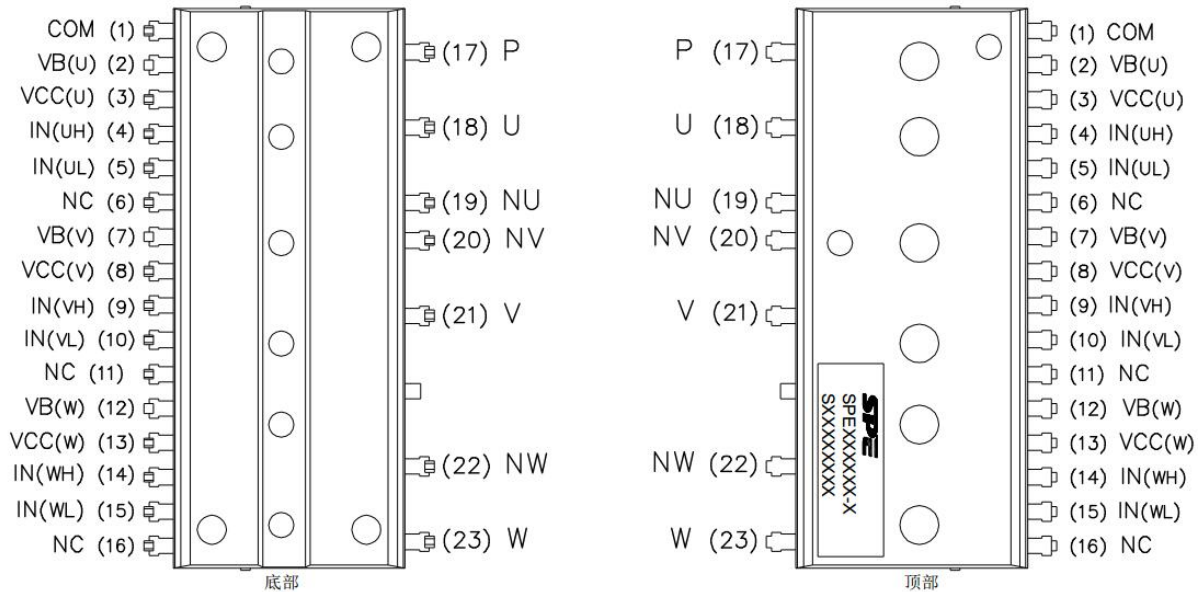 COM (1)
VB(U) (2)
VCC(U) (3)
IN(UH) (4)
IN(UL) (5)
NC (6)
VB(V) (7)
VCC(V) (8)
IN(VH) (9)
IN(VL) (10)
NC (11)
VB(W) (12)
VCC(W) (13)
IN(WH) (14)
IN(WL) (15)
NC (16)
(17) P
(18) U
(19) NU
(20) NV
(21) V
(22) NW
(23) W
底部
P (17)
U (18)
NU (19)
NV (20)
V (21)
NW (22)
W (23)
SPE
SPEXXXXXX-X
SXXXXXXXX
(1) COM
(2) VB(U)
(3) VCC(U)
(4) IN(UH)
(5) IN(UL)
(6) NC
(7) VB(V)
(8) VCC(V)
(9) IN(VH)
(10) IN(VL)
(11) NC
(12) VB(W)
(13) VCC(W)
(14) IN(WH)
(15) IN(WL)
(16) NC
顶部